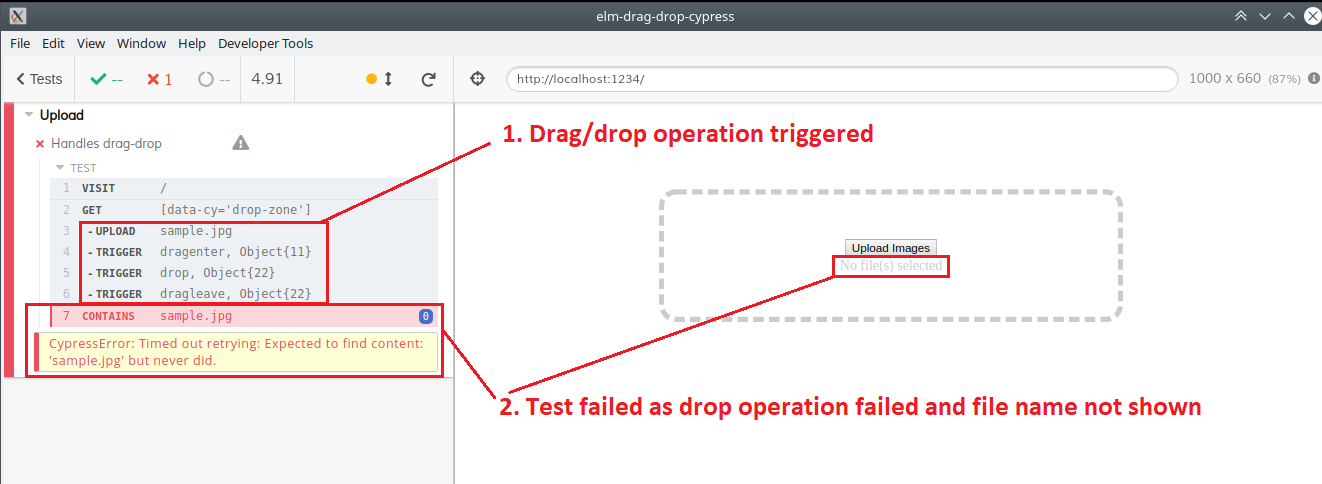 elm-drag-drop-cypress
File Edit View Window Help Developer Tools
Tests -- 1 -- 4.91 http://localhost:1234/ 1000 x 660 (87%)
Upload
Handles drag-drop
TEST
1 VISIT /
2 GET [data-cy='drop-zone']
3 - UPLOAD sample.jpg
4 - TRIGGER dragenter, Object{11}
5 - TRIGGER drop, Object{22}
6 - TRIGGER dragleave, Object{22}
7 CONTAINS sample.jpg 0
CypressError: Timed out retrying: Expected to find content:
'sample.jpg' but never did.
1. Drag/drop operation triggered
Upload Images
No file(s) selected
2. Test failed as drop operation failed and file name not shown